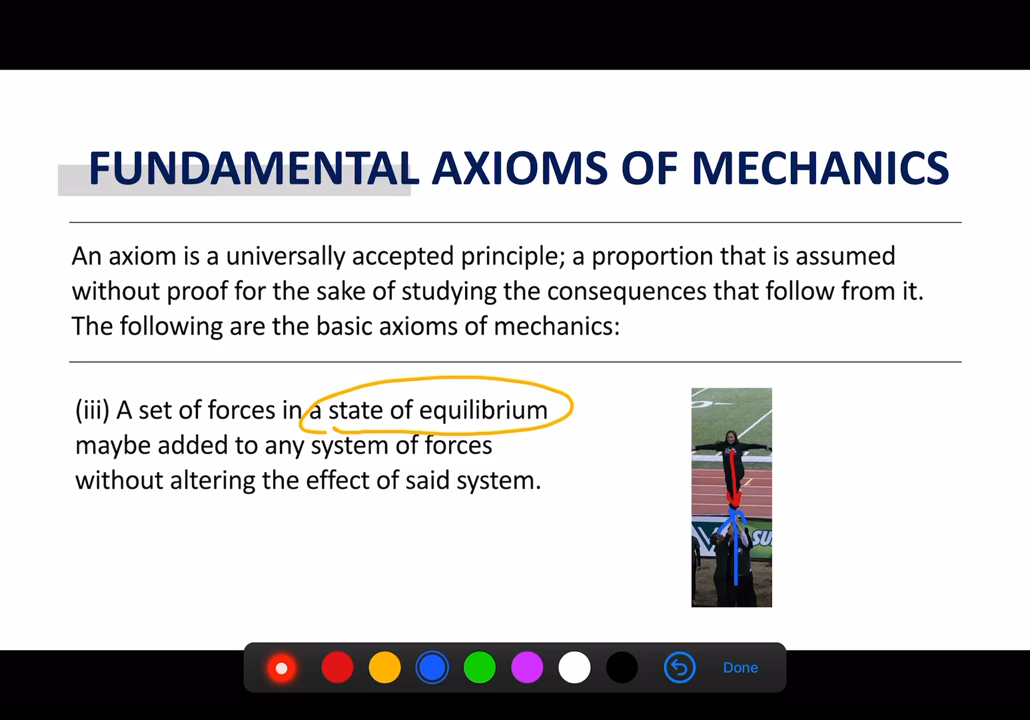 FUNDAMENTAL AXIOMS OF MECHANICS
An axiom is a universally accepted principle; a proportion that is assumed
without proof for the sake of studying the consequences that follow from it.
The following are the basic axioms of mechanics:
(iii) A set of forces in a state of equilibrium
maybe added to any system of forces
without altering the effect of said system.
Done